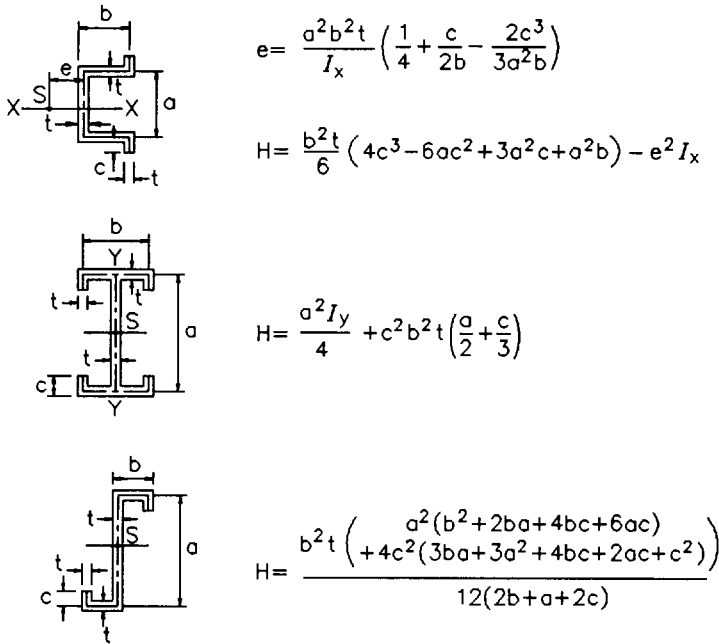 b
e
t
X S X a
t
c t
e= a²b²t/Iₓ (1/4 + c/2b − 2c³/3a²b)
H= b²t/6 (4c³−6ac²+3a²c+a²b) − e²Iₓ
b
Y
t t
S a
t
c
Y
H= a²I_y/4 + c²b²t(a/2 + c/3)
b
t
S a
t
c
t
H= b²t( a²(b²+2ba+4bc+6ac)
+4c²(3ba+3a²+4bc+2ac+c²) )
12(2b+a+2c)